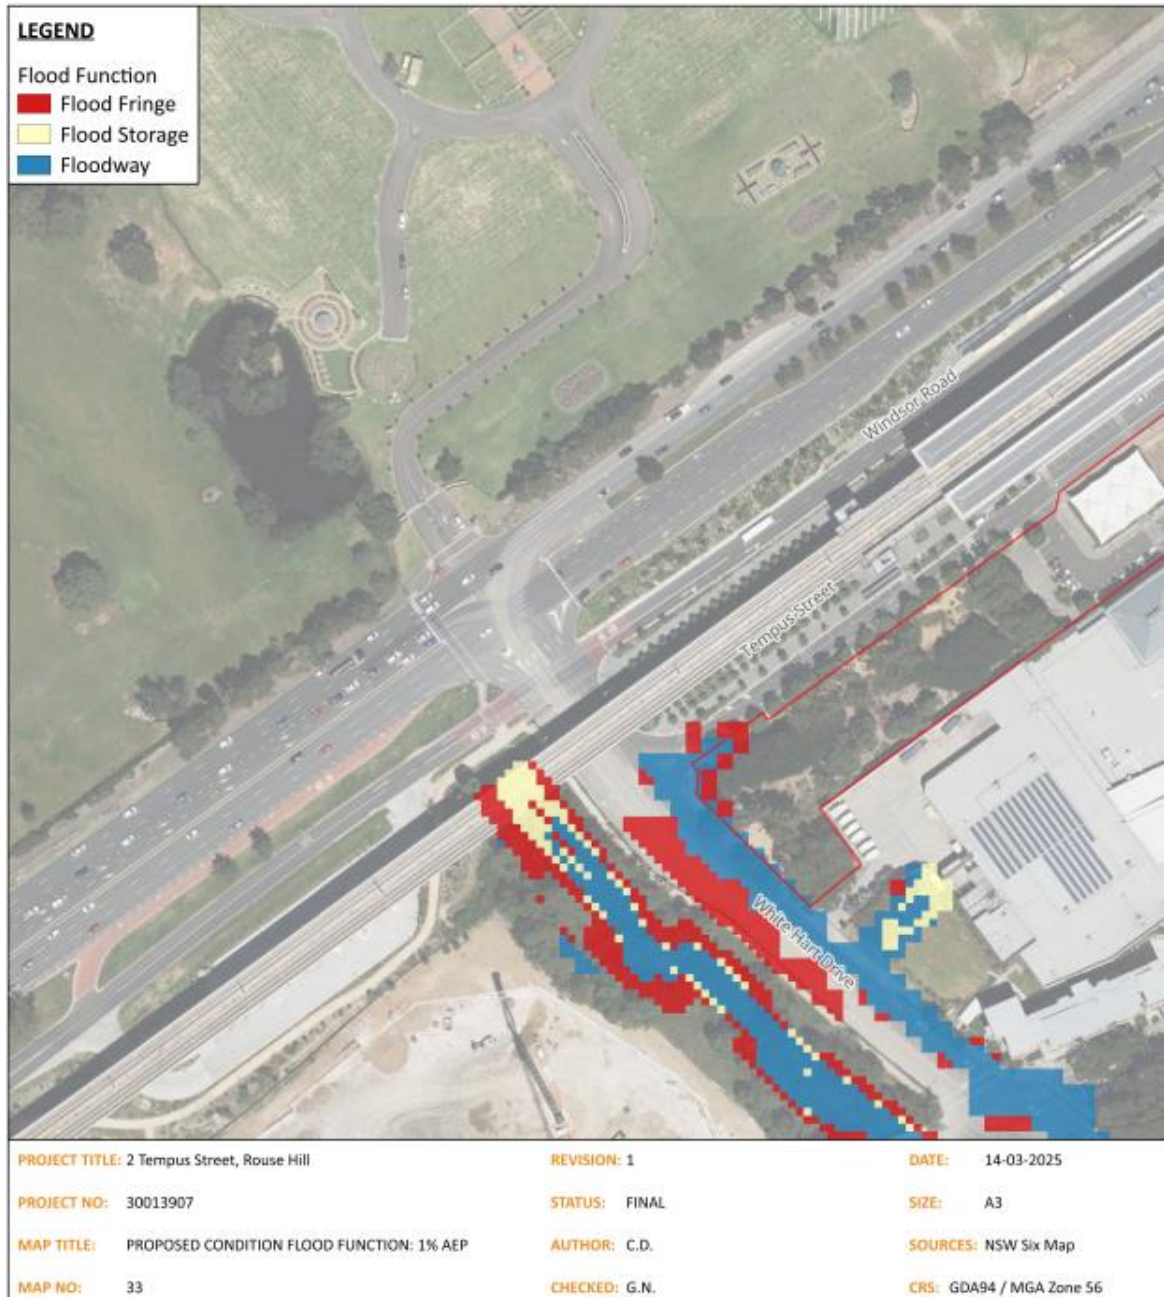 LEGEND
Flood Function
Flood Fringe
Flood Storage
Floodway
Windsor Road
Tempus Street
White Hart Drive
PROJECT TITLE: 2 Tempus Street, Rouse Hill REVISION: 1 DATE: 14-03-2025
PROJECT NO: 30013907 STATUS: FINAL SIZE: A3
MAP TITLE: PROPOSED CONDITION FLOOD FUNCTION: 1% AEP AUTHOR: C.D. SOURCES: NSW Six Map
MAP NO: 33 CHECKED: G.N. CRS: GDA94 / MGA Zone 56